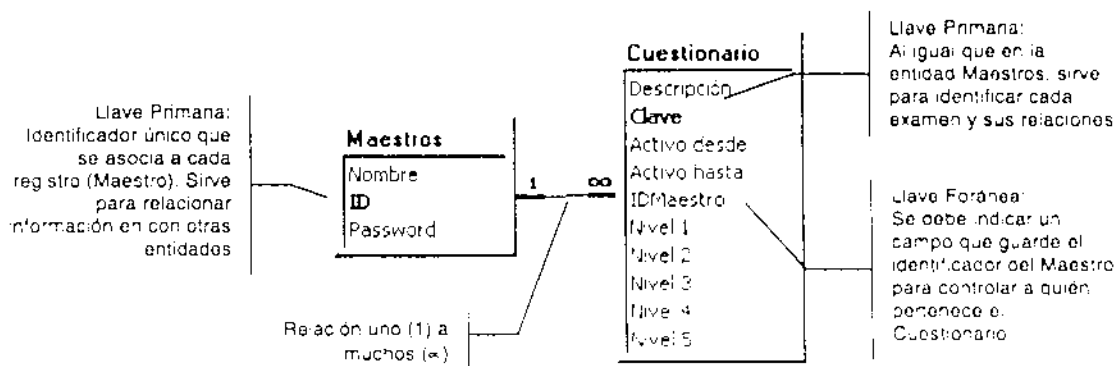 Llave Primaria:
Identificador único que
se asocia a cada
registro (Maestro). Sirve
para relacionar
información en con otras
entidades
Maestros
Nombre
ID
Password
1
∞
Relación uno (1) a
muchos (∞)
Cuestionario
Descripción
Clave
Activo desde
Activo hasta
IDMaestro
Nivel 1
Nivel 2
Nivel 3
Nivel 4
Nivel 5
Llave Primaria:
Al igual que en la
entidad Maestros, sirve
para identificar cada
examen y sus relaciones
Llave Foránea:
Se debe indicar un
campo que guarde el
identificador del Maestro
para controlar a quién
pertenece el
Cuestionario